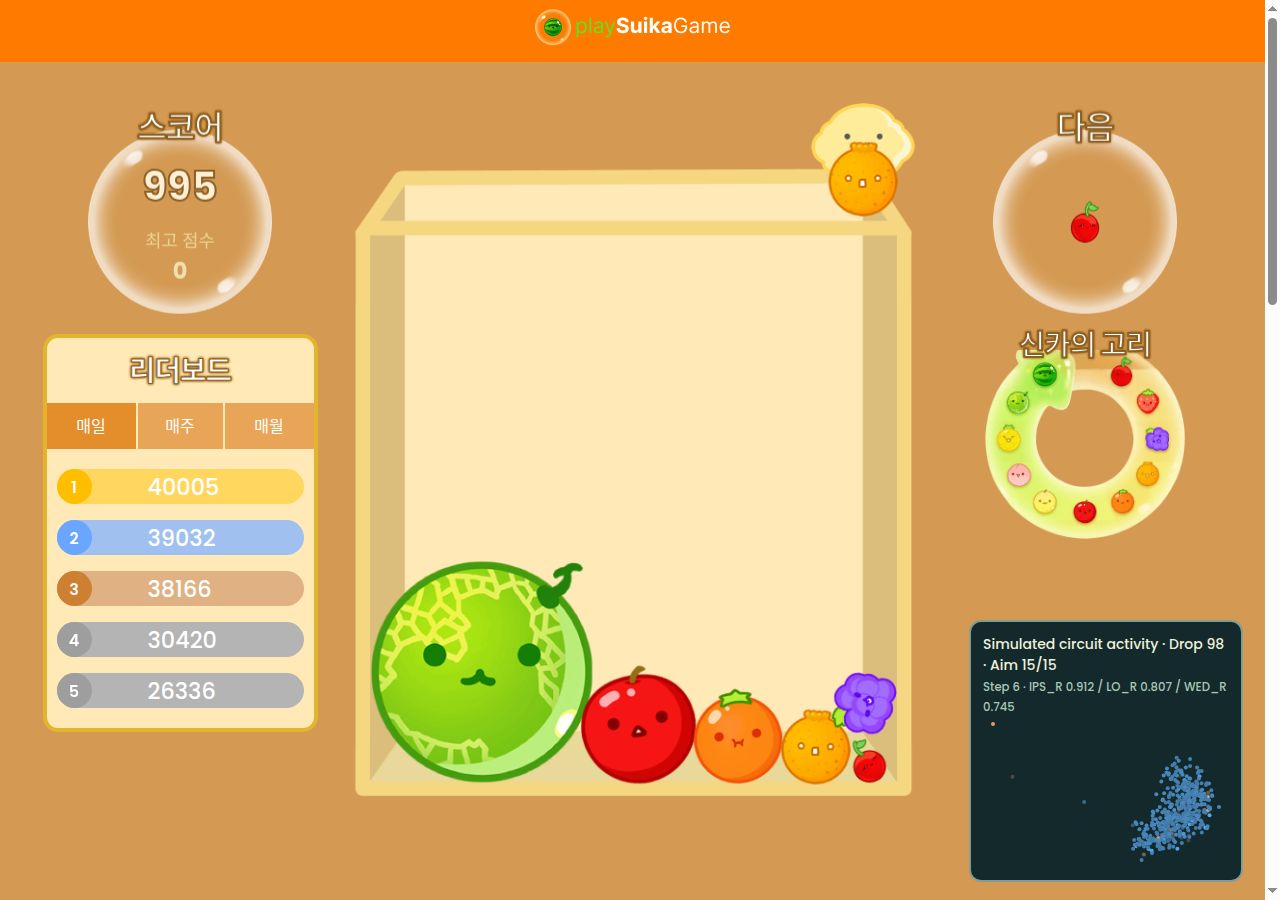 playSuikaGame
스코어
995
최고 점수
0
다음
리더보드
매일 매주 매월
1 40005
2 39032
3 38166
4 30420
5 26336
신카의 고리
Simulated circuit activity · Drop 98
· Aim 15/15
Step 6 · IPS_R 0.912 / LO_R 0.807 / WED_R
0.745